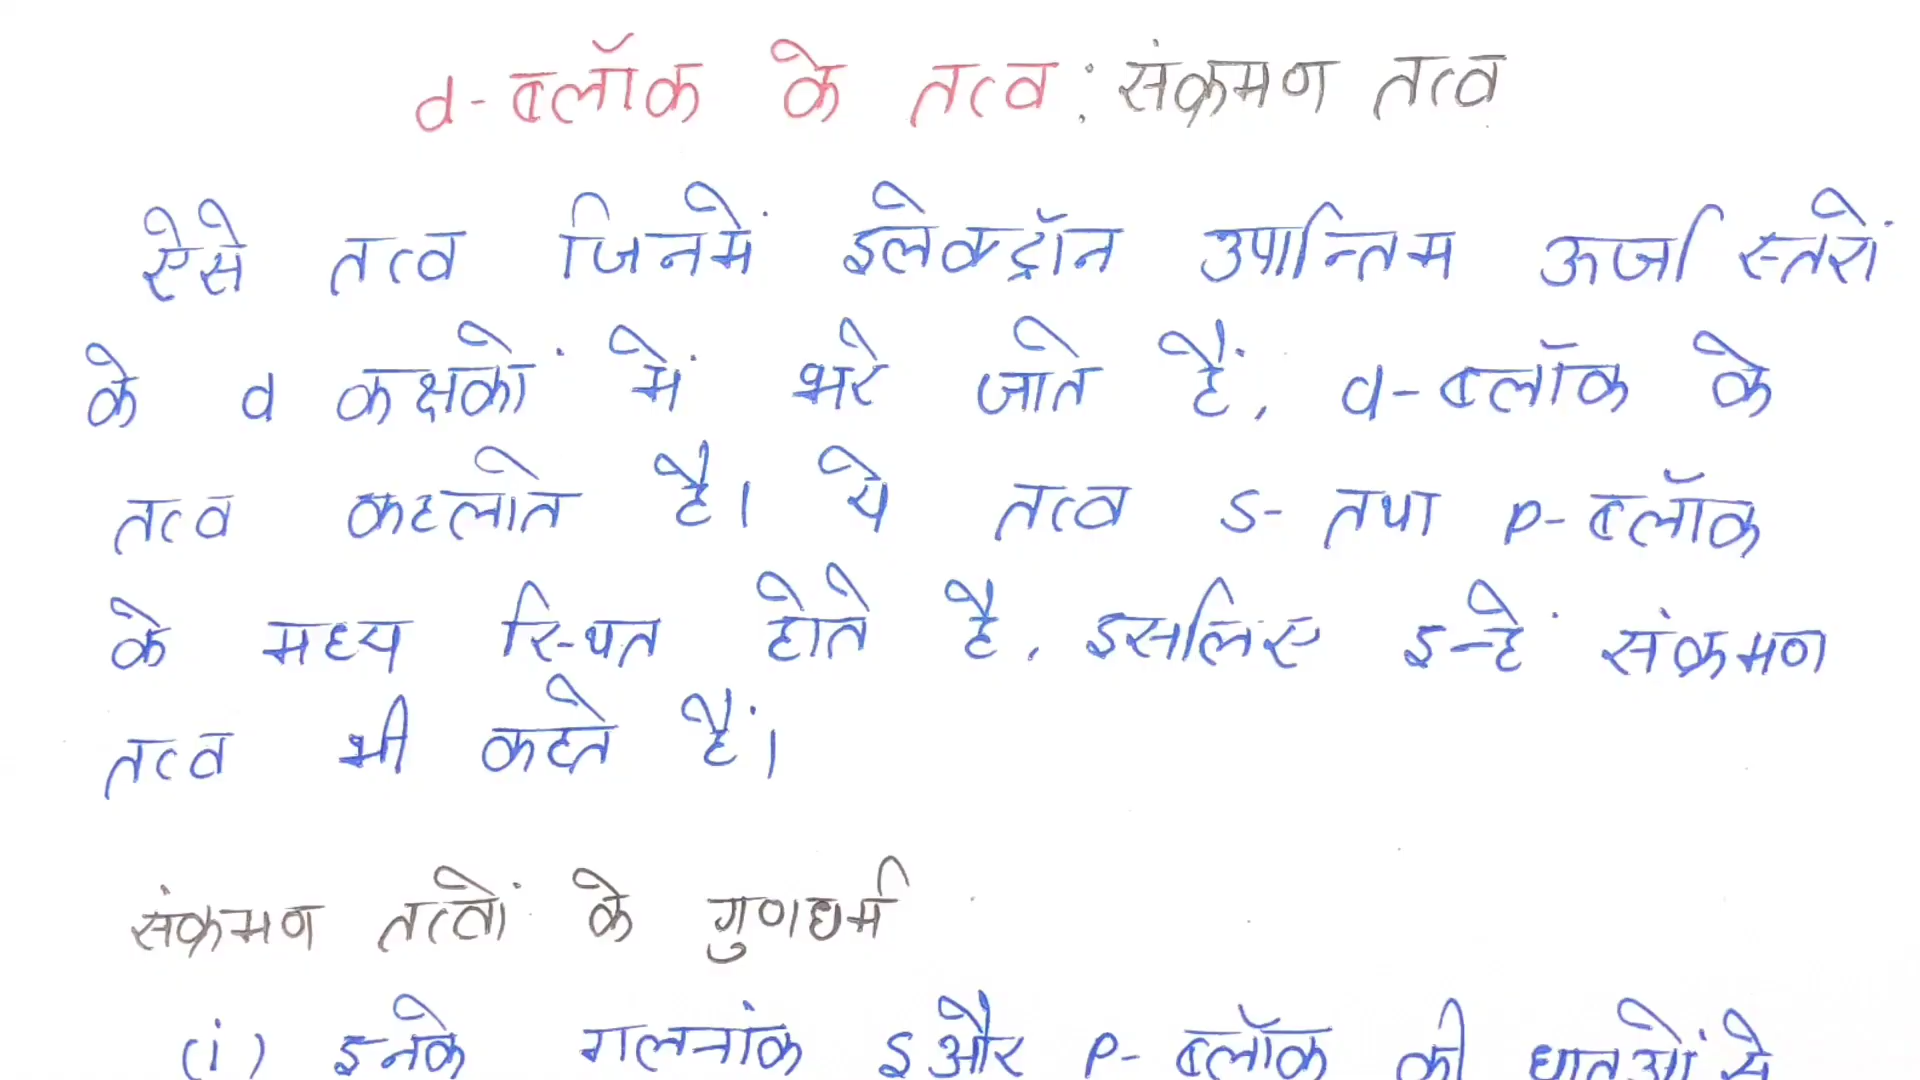 d-ब्लॉक के तत्व : संक्रमण तत्व
ऐसे तत्व जिनमें इलेक्ट्रॉन उपान्तिम ऊर्जा स्तरों
के d कक्षकों में भरे जाते हैं, d-ब्लॉक के
तत्व कहलाते है। ये तत्व s- तथा p-ब्लॉक
के मध्य स्थित होते है, इसलिए इन्हें संक्रमण
तत्व भी कहते हैं।
संक्रमण तत्वों के गुणधर्म
(i) इनके गलनांक s और p- ब्लॉक की धातुओं से